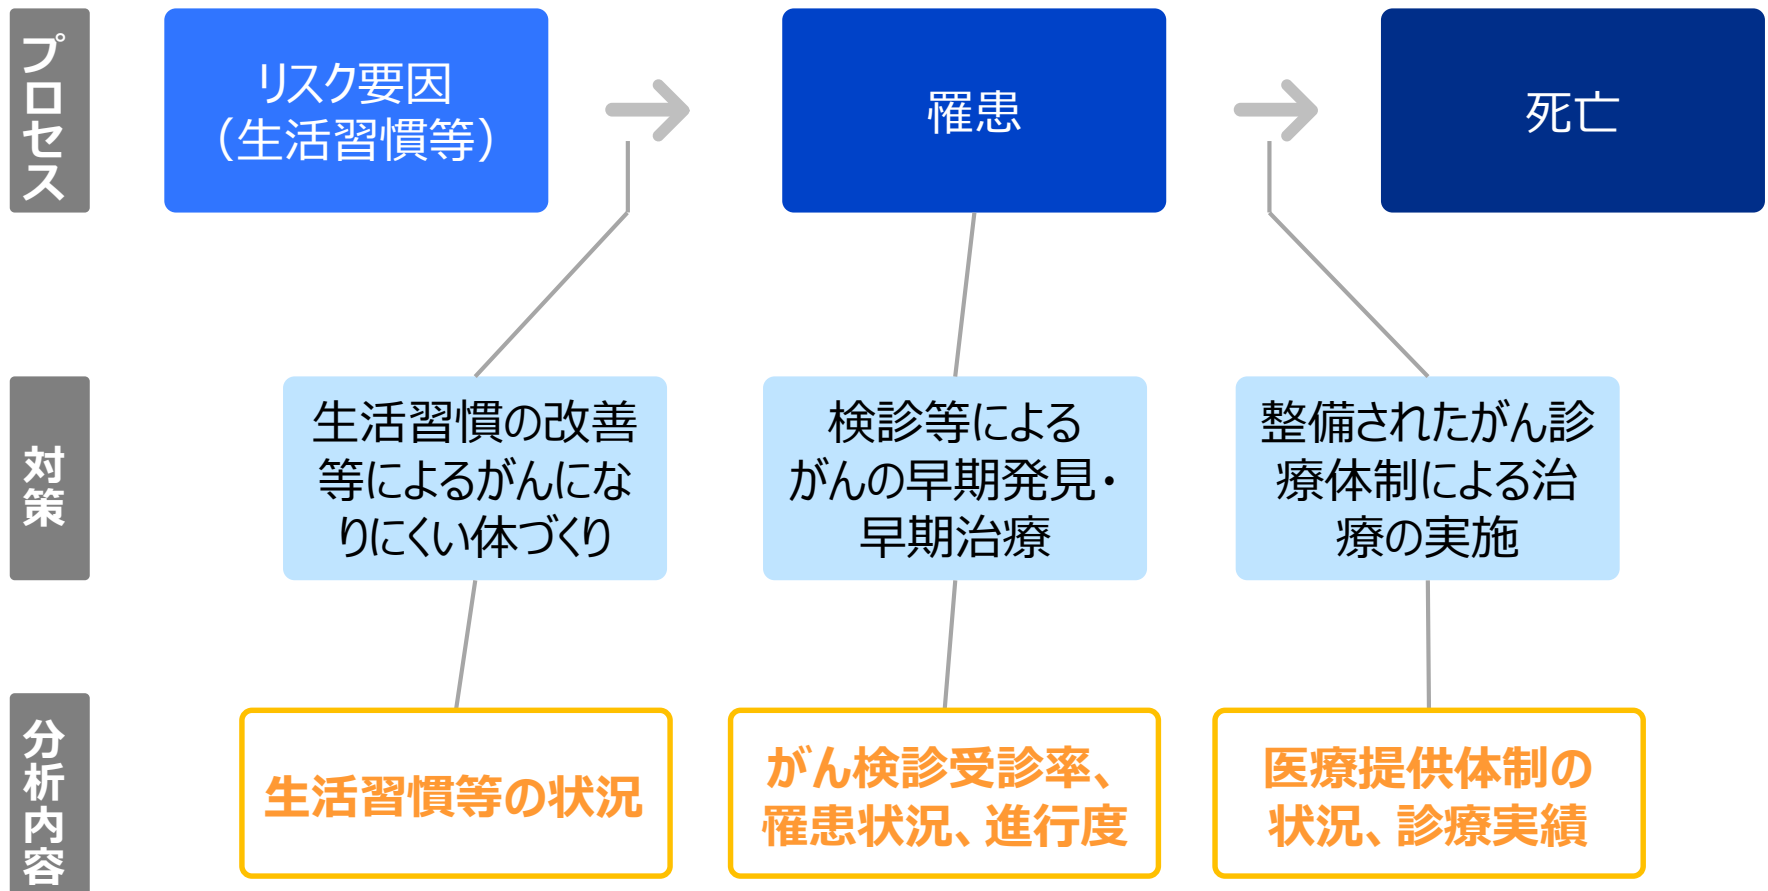 プロセス
リスク要因
（生活習慣等）
罹患
死亡
対策
生活習慣の改善
等によるがんにな
りにくい体づくり
検診等による
がんの早期発見・
早期治療
整備されたがん診
療体制による治
療の実施
分析内容
生活習慣等の状況
がん検診受診率、
罹患状況、進行度
医療提供体制の
状況、診療実績